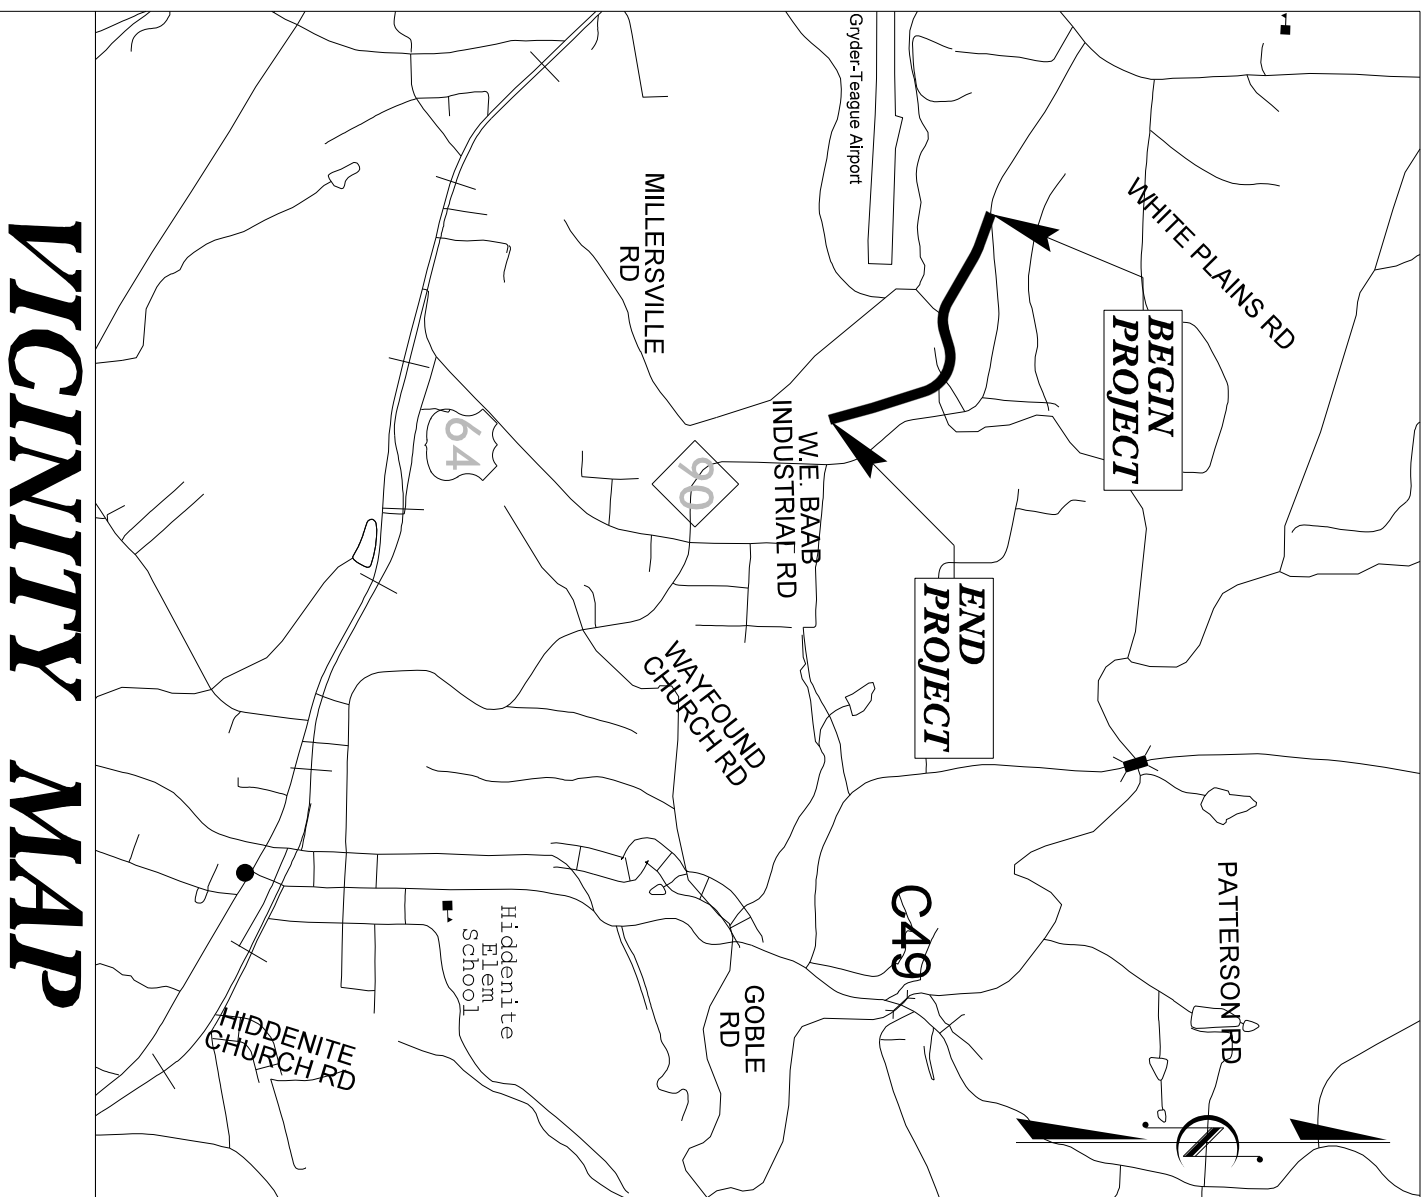 Gryder-Teague Airport
WHITE PLAINS RD
BEGIN
PROJECT
MILLERSVILLE
RD
64
90
W.E. BAAB
INDUSTRIAL RD
END
PROJECT
WAYFOUND
CHURCH RD
PATTERSON RD
C49
Hiddenite
Elem
School
GOBLE
RD
HIDDENITE
CHURCH RD
N
VICINITY MAP